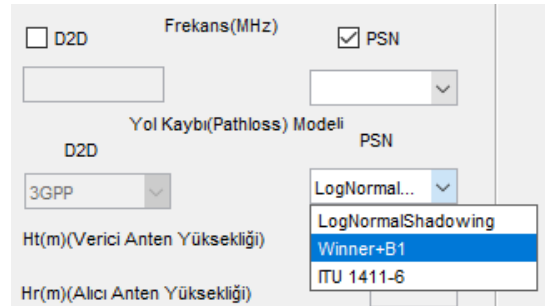 Frekans(MHz)
D2D
PSN
Yol Kaybı(Pathloss) Modeli
D2D
PSN
3GPP
LogNormal...
LogNormalShadowing
Ht(m)(Verici Anten Yüksekliği)
Winner+B1
ITU 1411-6
Hr(m)(Alıcı Anten Yüksekliği)